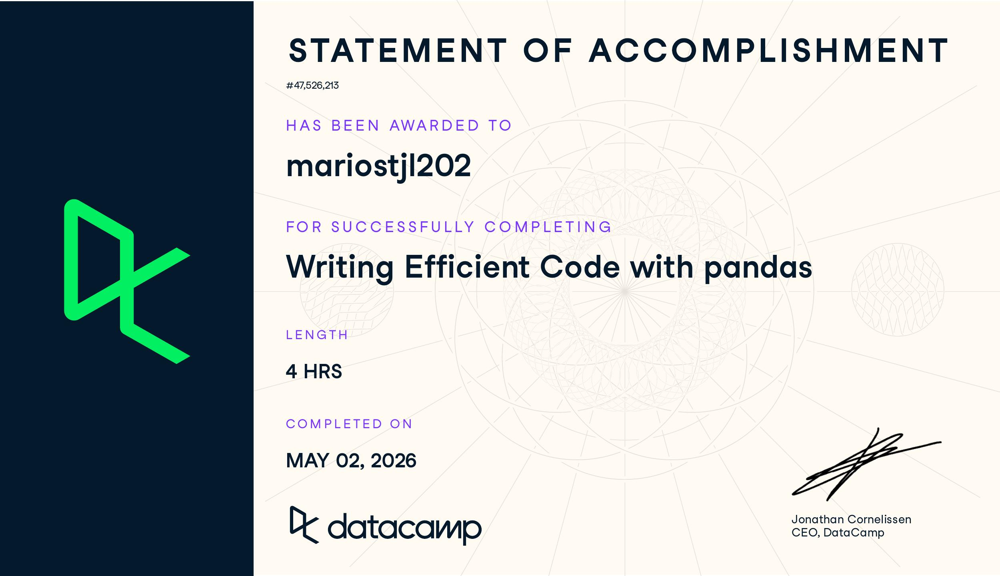 STATEMENT OF ACCOMPLISHMENT
#47,526,213
HAS BEEN AWARDED TO
mariostjl202
FOR SUCCESSFULLY COMPLETING
Writing Efficient Code with pandas
LENGTH
4 HRS
COMPLETED ON
MAY 02, 2026
datacamp
Jonathan Cornelissen
CEO, DataCamp